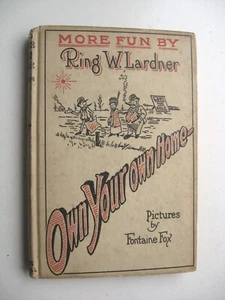 MORE FUN BY
Ring W. Lardner
Own Your Own Home
Pictures
by
Fontaine Fox